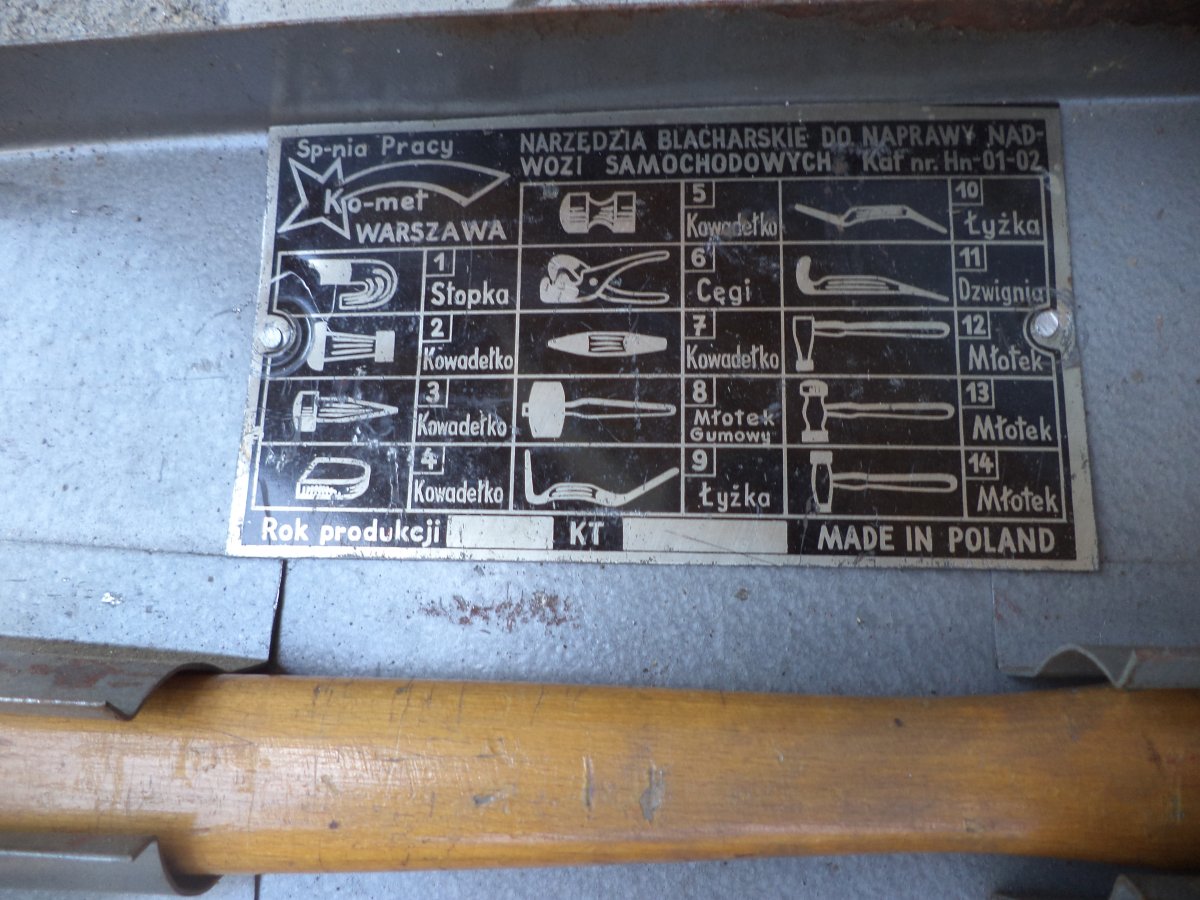 Sp-nia Pracy
Ko-met
WARSZAWA
NARZĘDZIA BLACHARSKIE DO NAPRAWY NAD-
WOZI SAMOCHODOWYCH Kat nr. Hn-01-02
1
Stopka
2
Kowadełko
3
Kowadełko
4
Kowadełko
5
Kowadełko
6
Cęgi
7
Kowadełko
8
Młotek
Gumowy
9
Łyżka
10
Łyżka
11
Dzwignia
12
Młotek
13
Młotek
14
Młotek
Rok produkcji KT MADE IN POLAND